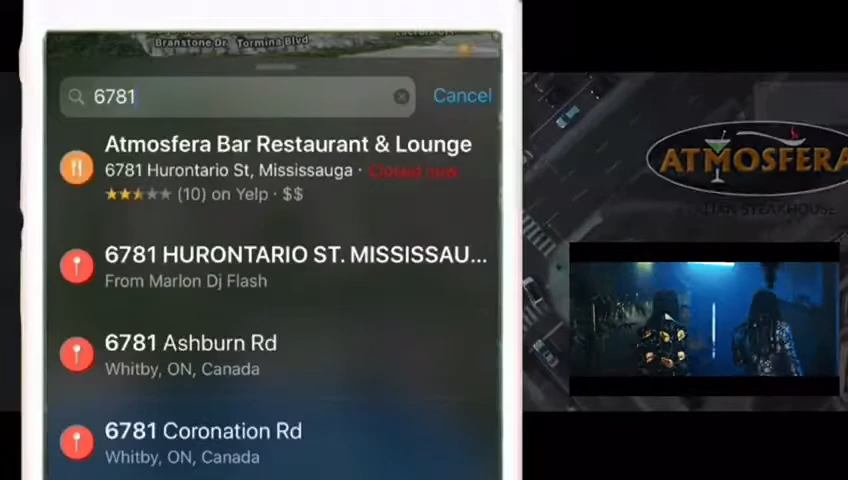 Branstone Dr. Tormina Blvd
6781
Cancel
Atmosfera Bar Restaurant & Lounge
6781 Hurontario St, Mississauga · Closed now
(10) on Yelp · $$
6781 HURONTARIO ST. MISSISSAU...
From Marlon Dj Flash
6781 Ashburn Rd
Whitby, ON, Canada
6781 Coronation Rd
Whitby, ON, Canada
ATMOSFERA
STEAKHOUSE